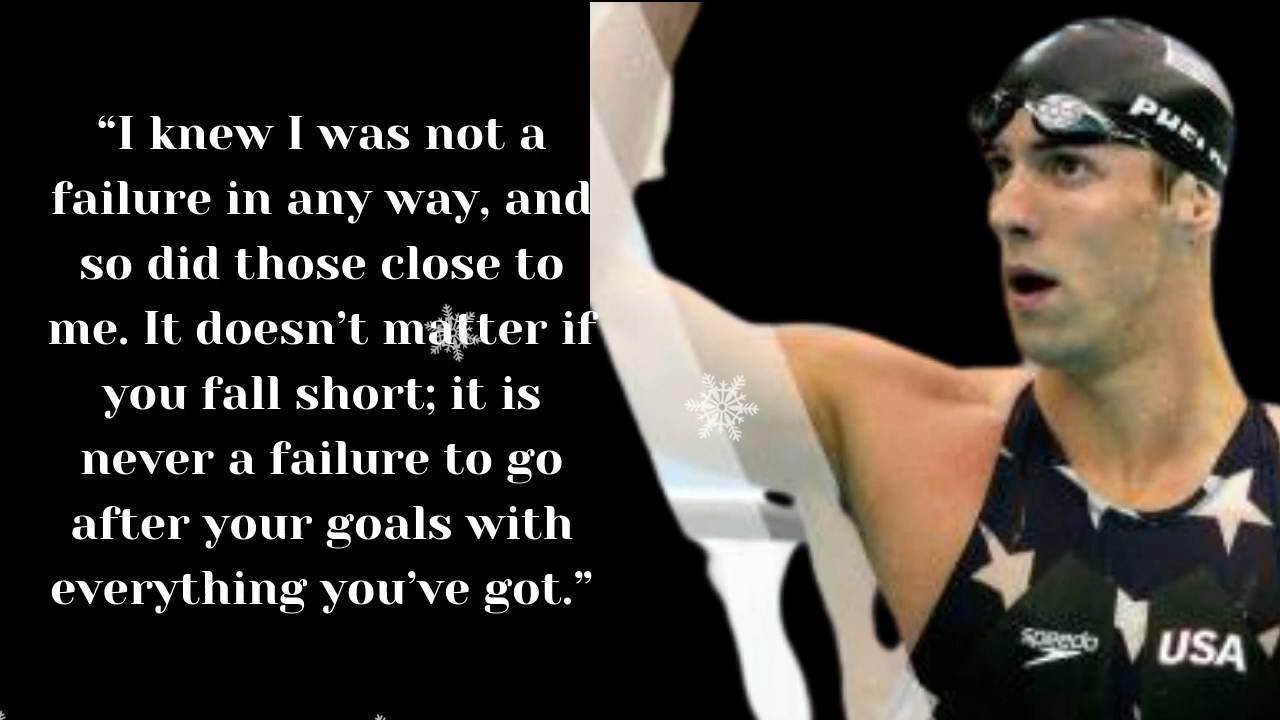 “I knew I was not a
failure in any way, and
so did those close to
me. It doesn’t matter if
you fall short; it is
never a failure to go
after your goals with
everything you’ve got.”
PHELPS
speedo
USA